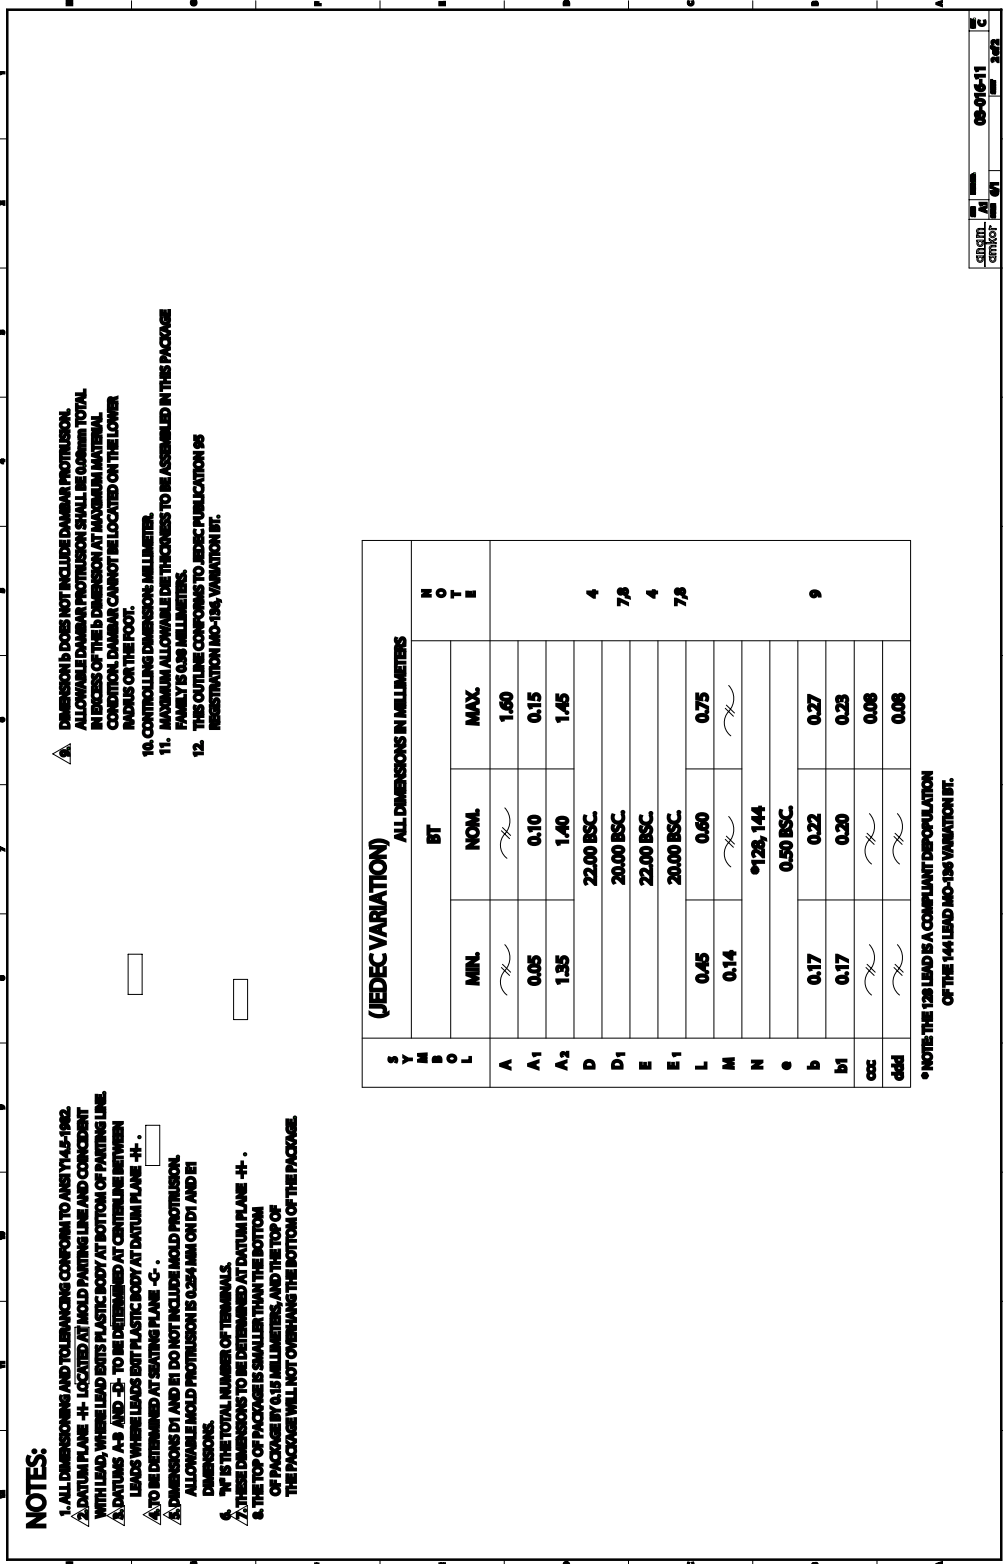 NOTES:
1. ALL DIMENSIONING AND TOLERANCING CONFORM TO ANSI Y14.5-1982.
2. DATUM PLANE -H- LOCATED AT MOLD PARTING LINE AND COINCIDENT
WITH LEAD, WHERE LEAD EXITS PLASTIC BODY AT BOTTOM OF PARTING LINE.
3. DATUMS A-B AND -D- TO BE DETERMINED AT CENTERLINE BETWEEN
LEADS WHERE LEADS EXIT PLASTIC BODY AT DATUM PLANE -H- .
4. TO BE DETERMINED AT SEATING PLANE -C- .
5. DIMENSIONS D1 AND E1 DO NOT INCLUDE MOLD PROTRUSION.
ALLOWABLE MOLD PROTRUSION IS 0.254 MM ON D1 AND E1
DIMENSIONS.
6. "N" IS THE TOTAL NUMBER OF TERMINALS.
7. THESE DIMENSIONS TO BE DETERMINED AT DATUM PLANE -H- .
8. THE TOP OF PACKAGE IS SMALLER THAN THE BOTTOM
OF PACKAGE BY 0.15 MILLIMETERS, AND THE TOP OF
THE PACKAGE WILL NOT OVERHANG THE BOTTOM OF THE PACKAGE.
9. DIMENSION b DOES NOT INCLUDE DAMBAR PROTRUSION.
ALLOWABLE DAMBAR PROTRUSION SHALL BE 0.08mm TOTAL
IN EXCESS OF THE b DIMENSION AT MAXIMUM MATERIAL
CONDITION. DAMBAR CANNOT BE LOCATED ON THE LOWER
RADIUS OR THE FOOT.
10. CONTROLLING DIMENSION: MILLIMETER.
11. MAXIMUM ALLOWABLE DIE THICKNESS TO BE ASSEMBLED IN THIS PACKAGE
FAMILY IS 0.38 MILLIMETERS.
12. THIS OUTLINE CONFORMS TO JEDEC PUBLICATION 95
REGISTRATION MO-136, VARIATION BT.
(JEDEC VARIATION)
ALL DIMENSIONS IN MILLIMETERS
SYMBOL BT NOTE
MIN. NOM. MAX.
A 1.60
A1 0.05 0.10 0.15
A2 1.35 1.40 1.45
D 22.00 BSC. 4
D1 20.00 BSC. 7,8
E 22.00 BSC. 4
E1 20.00 BSC. 7,8
L 0.45 0.60 0.75
M 0.14
N *128, 144
e 0.50 BSC.
b 0.17 0.22 0.27 9
b1 0.17 0.20 0.23
ccc 0.08
ddd 0.08
* NOTE: THE 128 LEAD IS A COMPLIANT DEPOPULATION
OF THE 144 LEAD MO-136 VARIATION BT.
anam A1 03-016-11 C
amkor 6/1 2 of 2